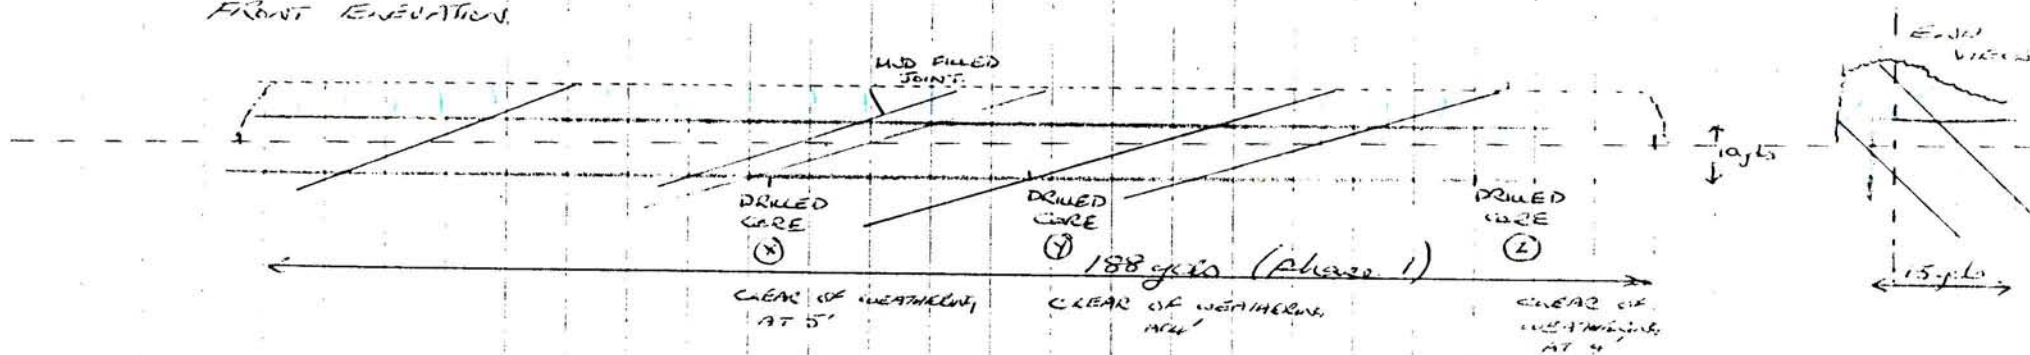 FRONT ELEVATION
END
VIEW
MUD FILLED
JOINT.
10 yds
DRILLED
CORE
(X)
DRILLED
CORE
(Y)
DRILLED
CORE
(Z)
188 yds (Phase 1)
15 yds
CLEAR OF WEATHERING
AT 5'
CLEAR OF WEATHERING
AT 4'
CLEAR OF
WEATHERING
AT 4'